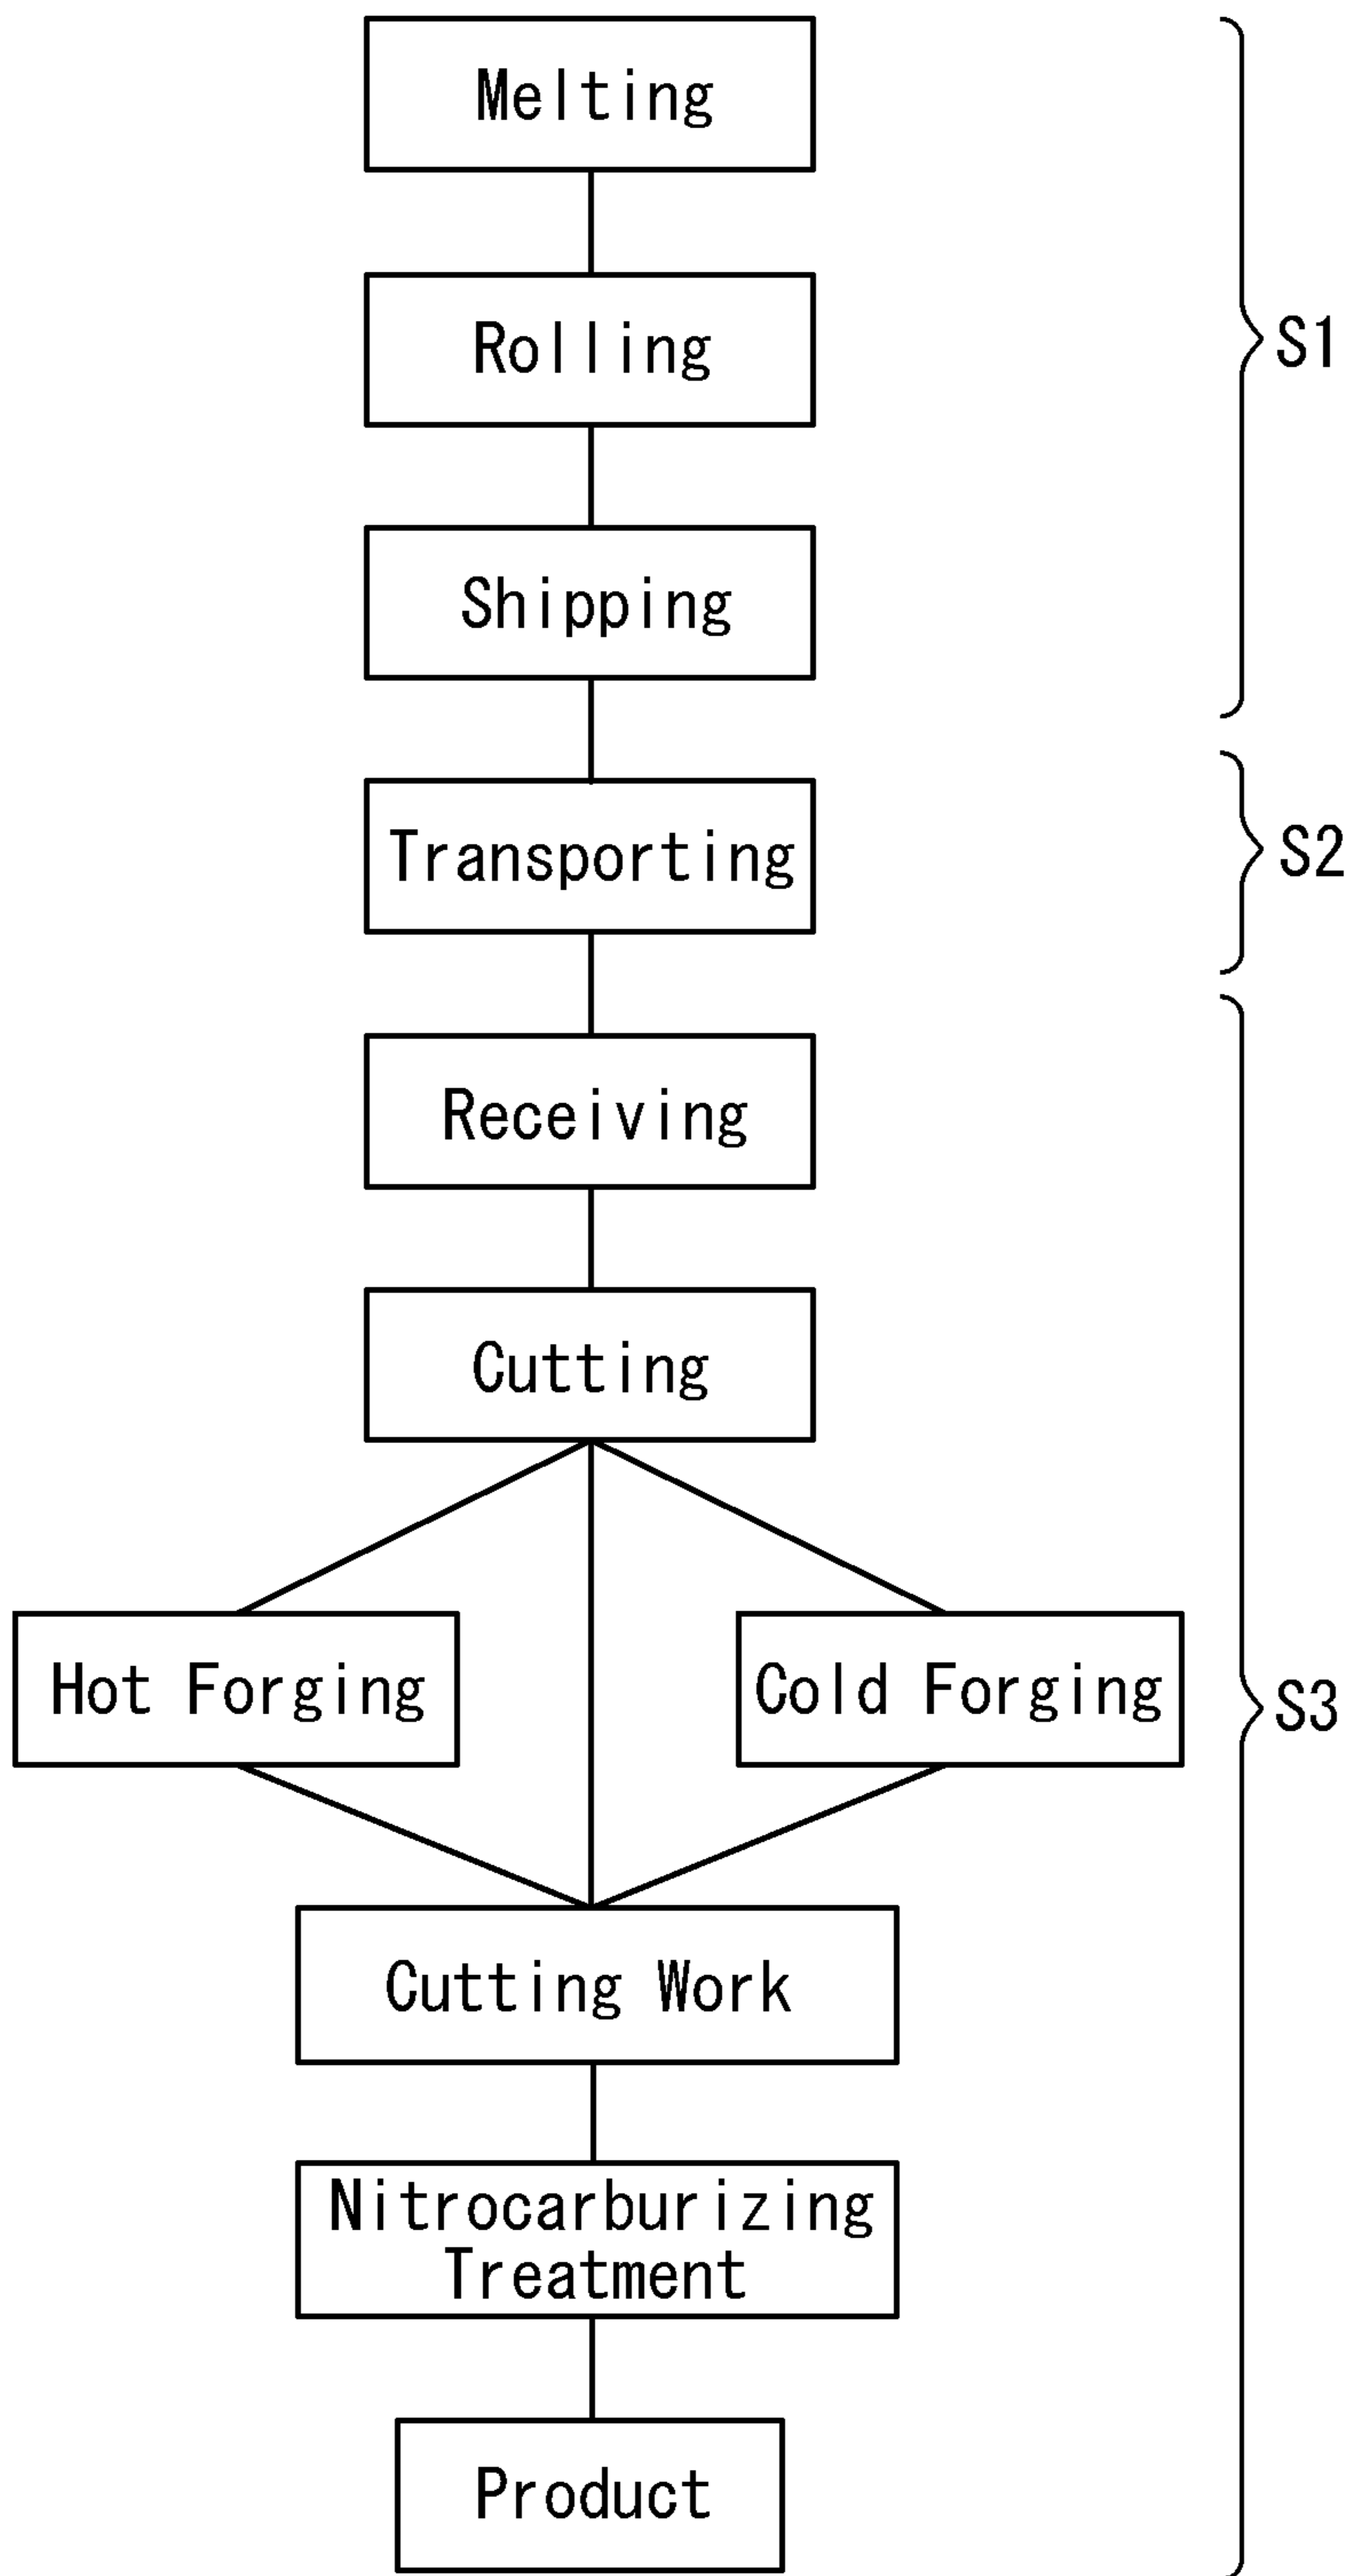 Melting
Rolling
S1
Shipping
Transporting
S2
Receiving
Cutting
Hot Forging
Cold Forging
S3
Cutting Work
Nitrocarburizing
Treatment
Product